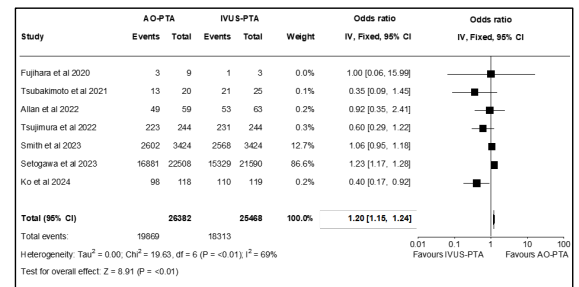 AO-PTA IVUS-PTA Odds ratio Odds ratio
Study Events Total Events Total Weight IV, Fixed, 95% CI IV, Fixed, 95% CI
Fujihara et al 2020 3 9 1 3 0.0% 1.00 [0.06, 15.99]
Tsubakimoto et al 2021 13 20 21 25 0.1% 0.35 [0.09, 1.45]
Allan et al 2022 49 59 53 63 0.2% 0.92 [0.35, 2.41]
Tsujimura et al 2022 223 244 231 244 0.4% 0.60 [0.29, 1.22]
Smith et al 2023 2602 3424 2568 3424 12.7% 1.06 [0.95, 1.18]
Setogawa et al 2023 16881 22508 15329 21590 86.6% 1.23 [1.17, 1.28]
Ko et al 2024 98 118 110 119 0.2% 0.40 [0.17, 0.92]
Total (95% CI) 26382 25468 100.0% 1.20 [1.15, 1.24]
Total events: 19869 18313
Heterogeneity: Tau² = 0.00; Chi² = 19.63, df = 6 (P = <0.01); I² = 69%
Test for overall effect: Z = 8.91 (P = <0.01)
0.01 0.1 1 10 100
Favours IVUS-PTA Favours AO-PTA